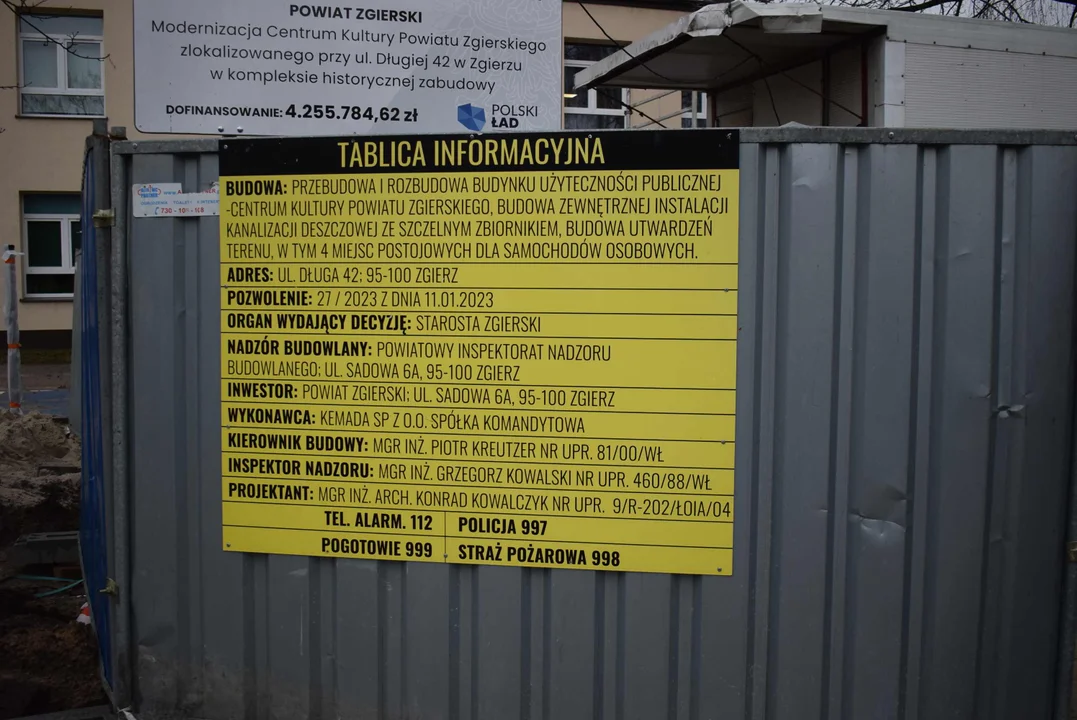 POWIAT ZGIERSKI
Modernizacja Centrum Kultury Powiatu Zgierskiego
zlokalizowanego przy ul. Długiej 42 w Zgierzu
w kompleksie historycznej zabudowy
DOFINANSOWANIE: 4.255.784,62 zł
POLSKI
ŁAD
TABLICA INFORMACYJNA
BUDOWA: PRZEBUDOWA I ROZBUDOWA BUDYNKU UŻYTECZNOŚCI PUBLICZNEJ
-CENTRUM KULTURY POWIATU ZGIERSKIEGO, BUDOWA ZEWNĘTRZNEJ INSTALACJI
KANALIZACJI DESZCZOWEJ ZE SZCZELNYM ZBIORNIKIEM, BUDOWA UTWARDZEŃ
TERENU, W TYM 4 MIEJSC POSTOJOWYCH DLA SAMOCHODÓW OSOBOWYCH.
ADRES: UL. DŁUGA 42; 95-100 ZGIERZ
POZWOLENIE: 27 / 2023 Z DNIA 11.01.2023
ORGAN WYDAJĄCY DECYZJĘ: STAROSTA ZGIERSKI
NADZÓR BUDOWLANY: POWIATOWY INSPEKTORAT NADZORU
BUDOWLANEGO; UL. SADOWA 6A, 95-100 ZGIERZ
INWESTOR: POWIAT ZGIERSKI; UL. SADOWA 6A, 95-100 ZGIERZ
WYKONAWCA: KEMADA SP Z O.O. SPÓŁKA KOMANDYTOWA
KIEROWNIK BUDOWY: MGR INŻ. PIOTR KREUTZER NR UPR. 81/00/WŁ
INSPEKTOR NADZORU: MGR INŻ. GRZEGORZ KOWALSKI NR UPR. 460/88/WŁ
PROJEKTANT: MGR INŻ. ARCH. KONRAD KOWALCZYK NR UPR. 9/R-202/ŁOIA/04
TEL. ALARM. 112 POLICJA 997
POGOTOWIE 999 STRAŻ POŻAROWA 998